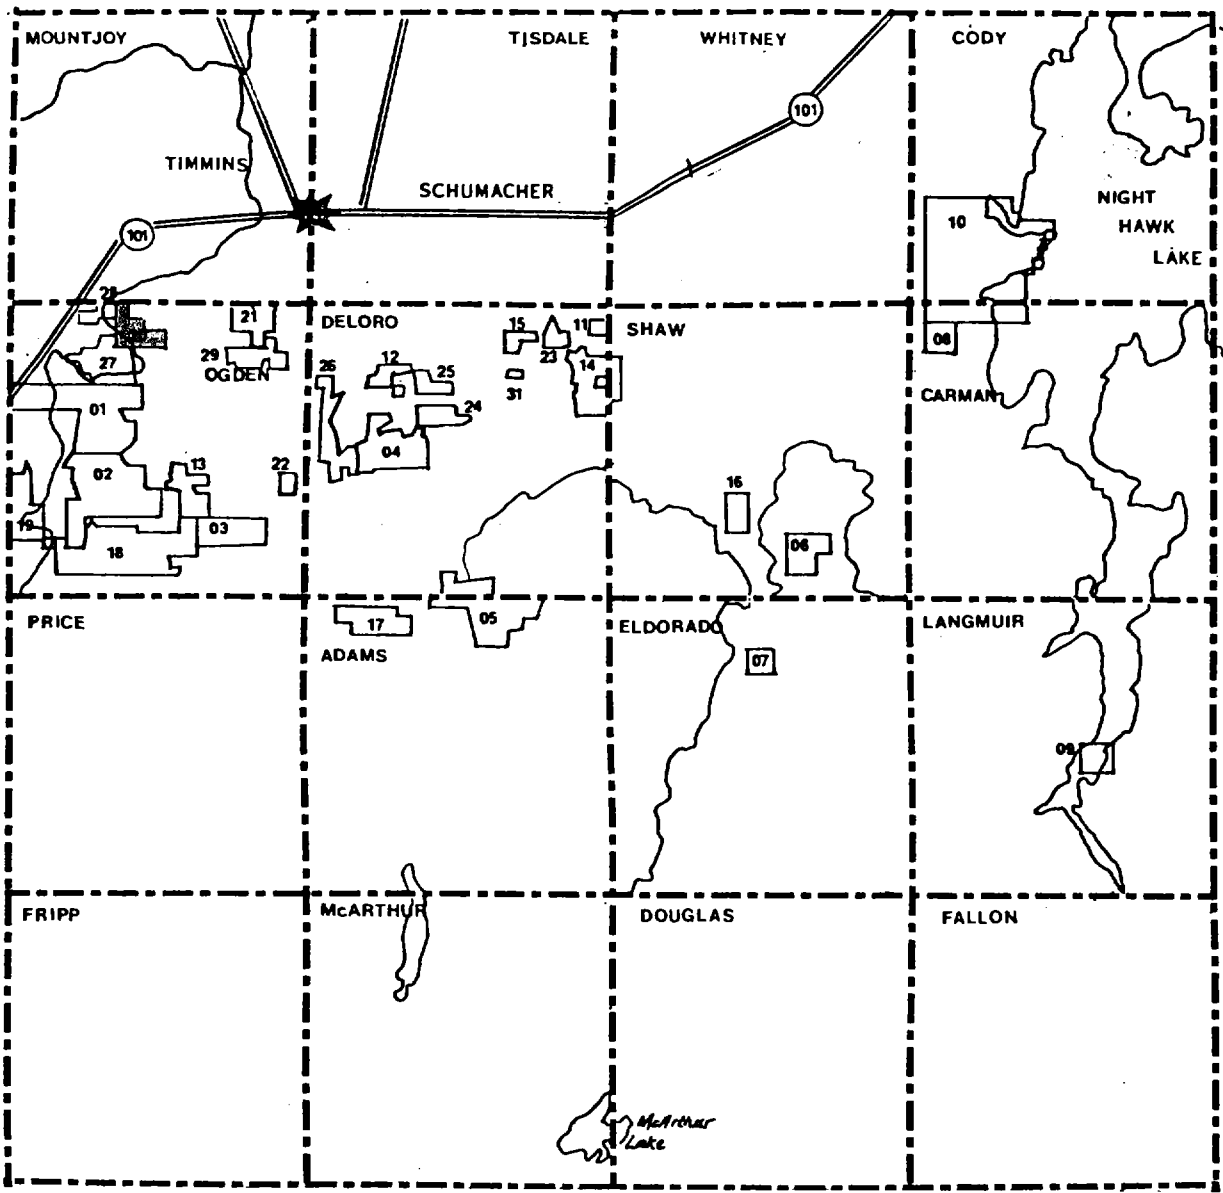 MOUNTJOY
TISDALE
WHITNEY
CODY
101
TIMMINS
SCHUMACHER
NIGHT
HAWK
LAKE
10
101
28
21
DELORO
15
11
SHAW
08
27
29
OGDEN
26
12
25
31
23
14
CARMAN
01
24
04
02
13
22
16
19
18
03
06
PRICE
17
05
ELDORADO
LANGMUIR
ADAMS
07
09
FRIPP
McARTHUR
DOUGLAS
FALLON
McArthur
Lake